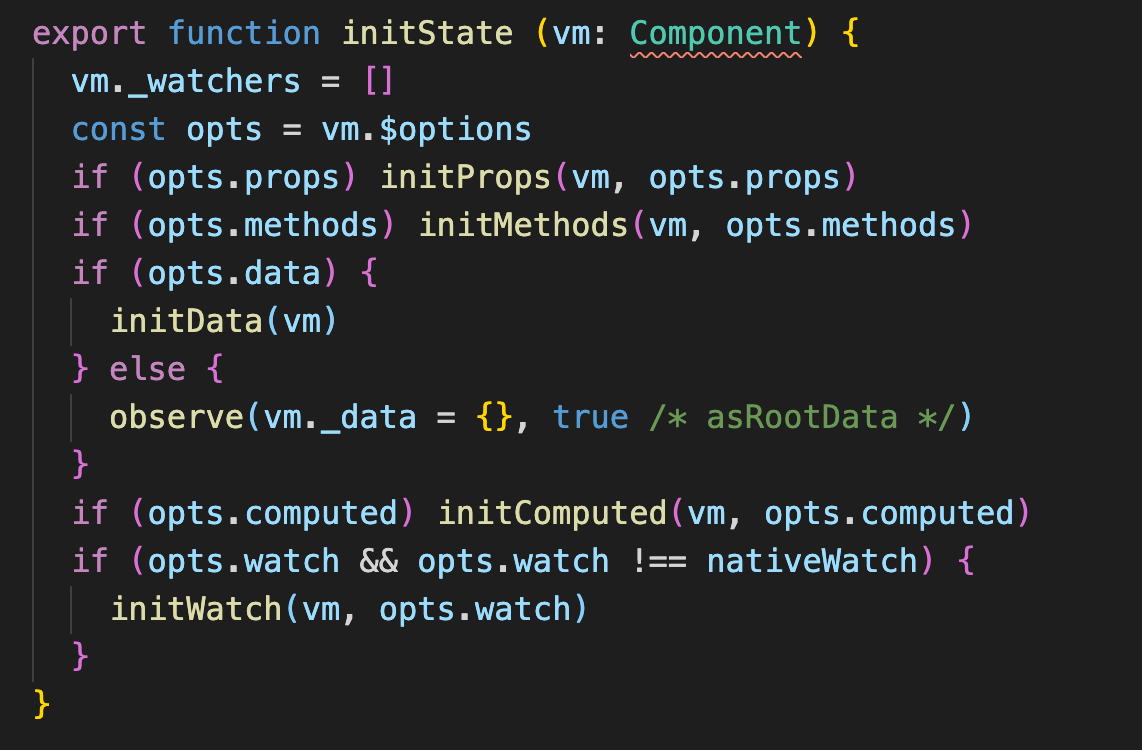 export function initState (vm: Component) {
  vm._watchers = []
  const opts = vm.$options
  if (opts.props) initProps(vm, opts.props)
  if (opts.methods) initMethods(vm, opts.methods)
  if (opts.data) {
    initData(vm)
  } else {
    observe(vm._data = {}, true /* asRootData */)
  }
  if (opts.computed) initComputed(vm, opts.computed)
  if (opts.watch && opts.watch !== nativeWatch) {
    initWatch(vm, opts.watch)
  }
}